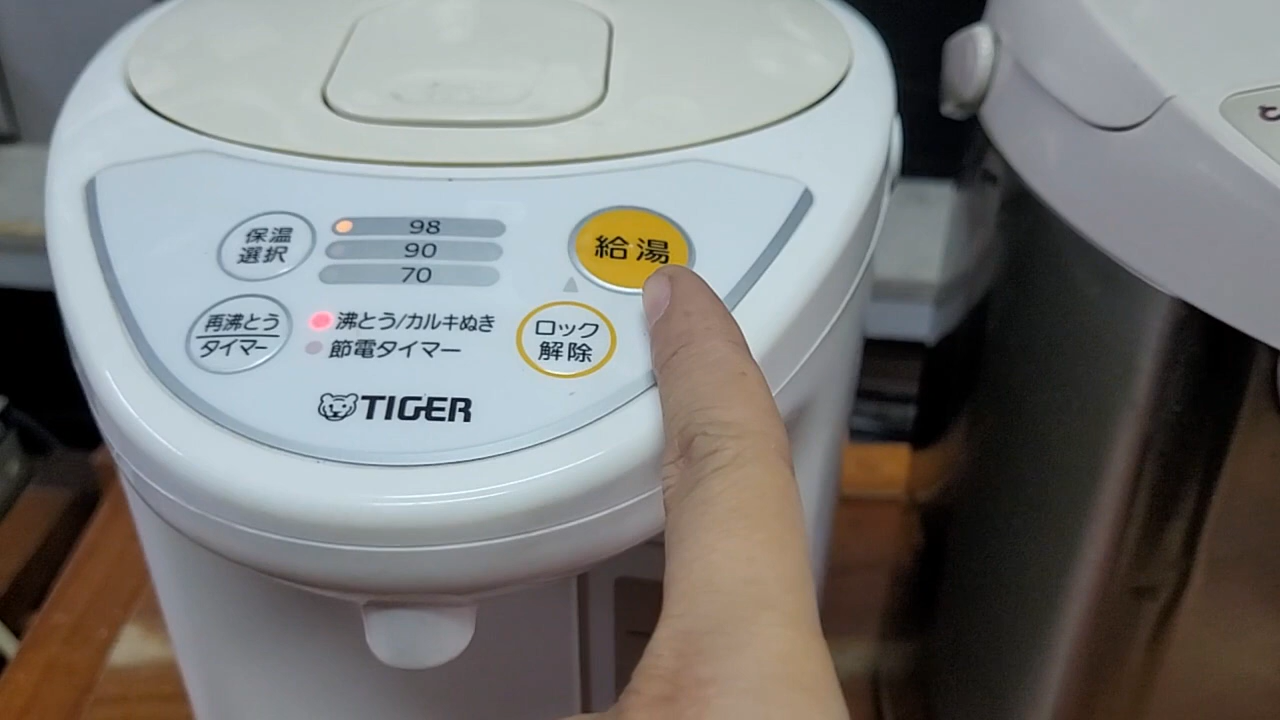 保温
選択
98
90
70
給湯
再沸とう
タイマー
沸とう/カルキぬき
節電タイマー
ロック
解除
TIGER